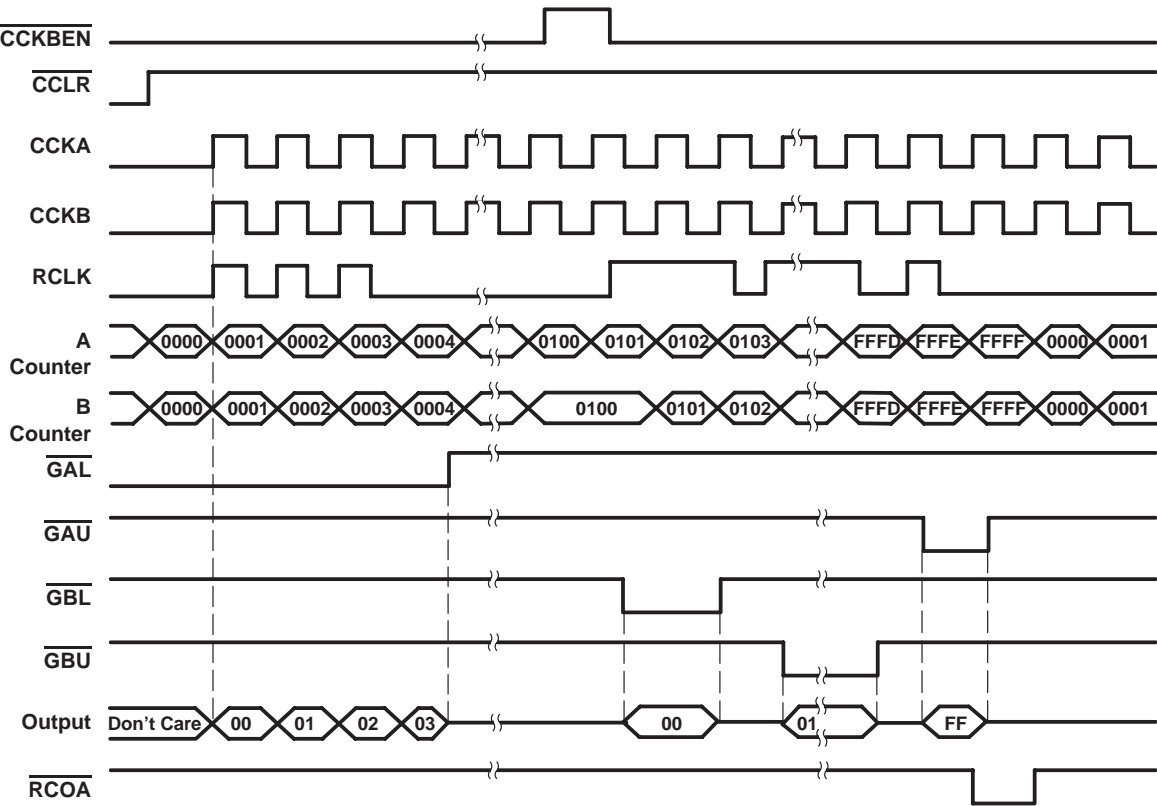 CCKBEN
CCLR
CCKA
CCKB
RCLK
A Counter 0000 0001 0002 0003 0004 0100 0101 0102 0103 FFFD FFFE FFFF 0000 0001
B Counter 0000 0001 0002 0003 0004 0100 0101 0102 FFFD FFFE FFFF 0000 0001
GAL
GAU
GBL
GBU
Output Don't Care 00 01 02 03 00 01 FF
RCOA